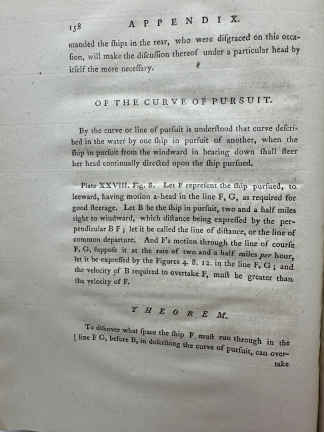 158 APPENDIX.
manded the ſhips in the rear, who were diſgraced on this occa-
ſion, will make the diſcuſſion thereof under a particular head by
itſelf the more neceſſary.
OF THE CURVE OF PURSUIT.
By the curve or line of purſuit is underſtood that curve deſcri-
bed in the water by one ſhip in purſuit of another, when the
ſhip in purſuit from the windward in bearing down ſhall ſteer
her head continually directed upon the ſhip purſued.
Plate XXVIII. Fig. 8. Let F repreſent the ſhip purſued, to
leeward, having motion a-head in the line F, G, as required for
good ſteerage. Let B be the ſhip in purſuit, two and a half miles
right to windward, which diſtance being expreſſed by the per-
pendicular B F; let it be called the line of diſtance, or the line of
common departure. And F's motion through the line of courſe
F, G, ſuppoſe it at the rate of two and a half miles per hour,
let it be expreſſed by the Figures 4. 8. 12. in the line F, G; and
the velocity of B required to overtake F, muſt be greater than
the velocity of F.
THEOREM.
To diſcover what ſpace the ſhip F muſt run through in the
line F G, before B, in deſcribing the curve of purſuit, can over-
take